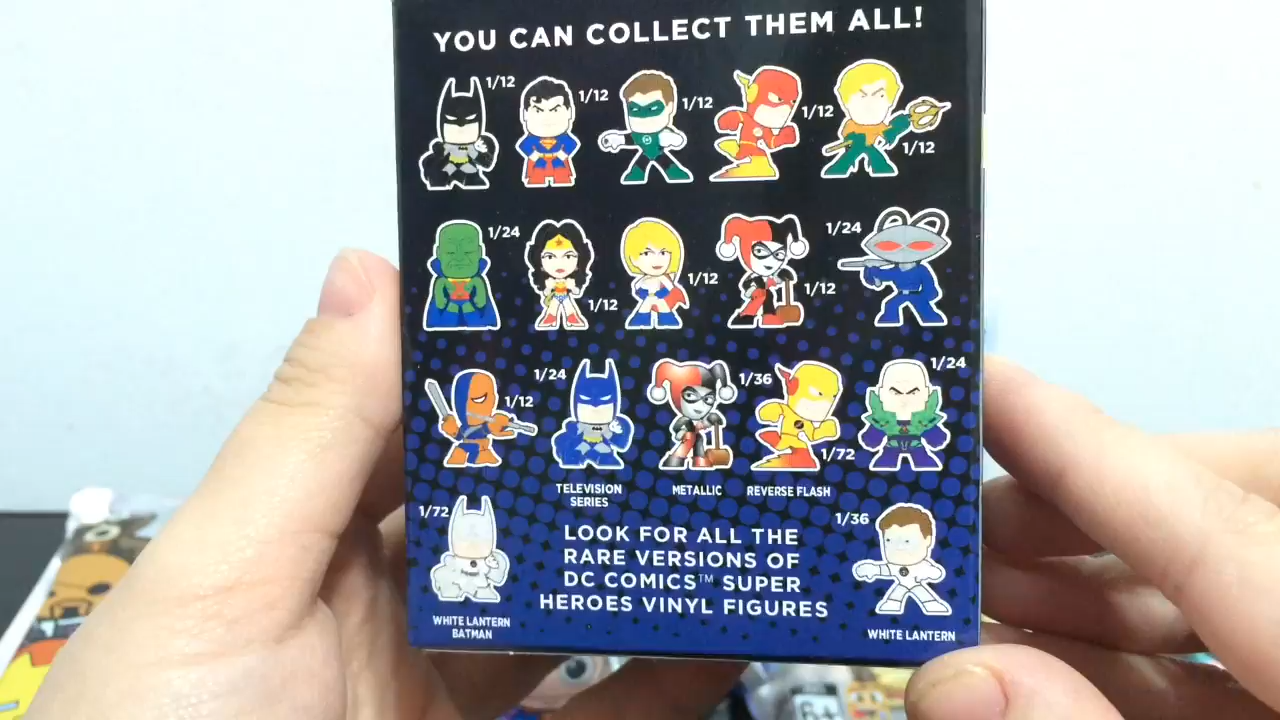 YOU CAN COLLECT THEM ALL!
1/12
1/12
1/12
1/12
1/12
1/24
1/12
1/12
1/12
1/24
1/12
1/24
1/36
1/72
1/24
TELEVISION
SERIES
METALLIC
REVERSE FLASH
1/72
1/36
LOOK FOR ALL THE
RARE VERSIONS OF
DC COMICS™ SUPER
HEROES VINYL FIGURES
WHITE LANTERN
BATMAN
WHITE LANTERN
6+